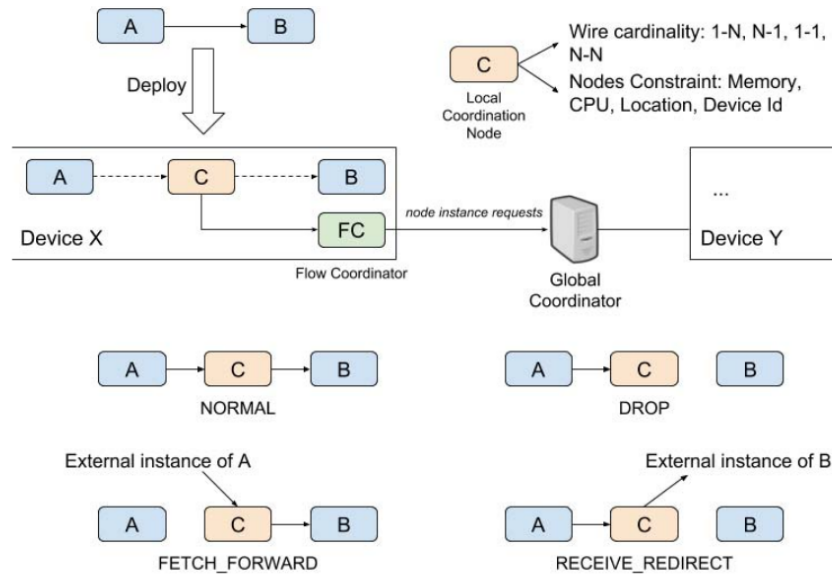 A
B
Deploy
C
Local
Coordination
Node
Wire cardinality: 1-N, N-1, 1-1,
N-N
Nodes Constraint: Memory,
CPU, Location, Device Id
A
C
B
Device X
FC
Flow Coordinator
node instance requests
Global
Coordinator
...
Device Y
A
C
B
NORMAL
A
C
B
DROP
External instance of A
A
C
B
FETCH_FORWARD
External instance of B
A
C
B
RECEIVE_REDIRECT